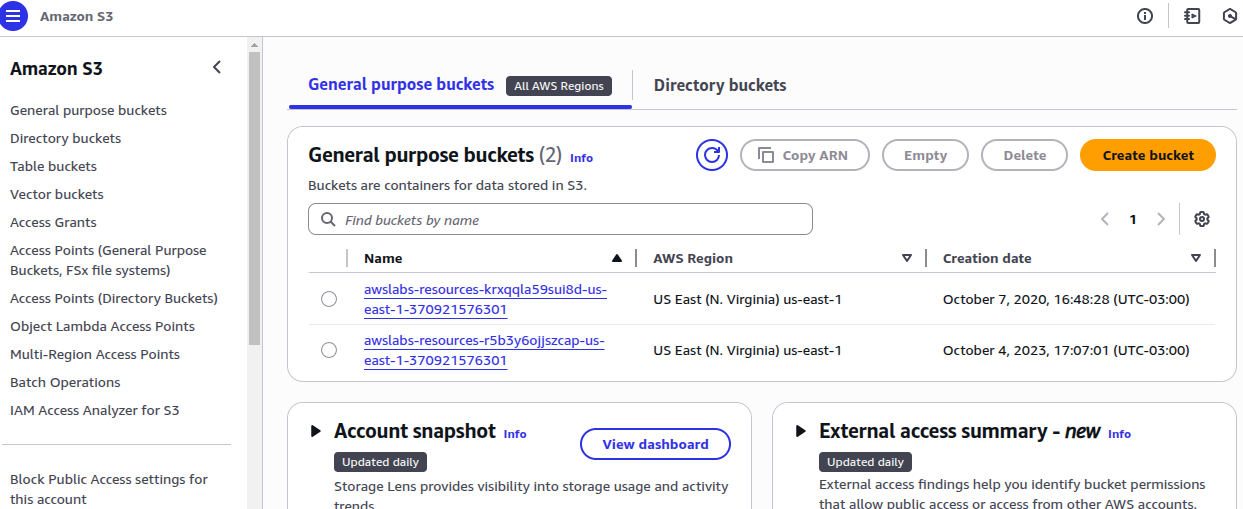 Amazon S3
Amazon S3
General purpose buckets
Directory buckets
Table buckets
Vector buckets
Access Grants
Access Points (General Purpose
Buckets, FSx file systems)
Access Points (Directory Buckets)
Object Lambda Access Points
Multi-Region Access Points
Batch Operations
IAM Access Analyzer for S3
Block Public Access settings for
this account
General purpose buckets All AWS Regions Directory buckets
General purpose buckets (2) Info Copy ARN Empty Delete Create bucket
Buckets are containers for data stored in S3.
Find buckets by name 1
Name AWS Region Creation date
awslabs-resources-krxqqla59sui8d-us-
east-1-370921576301 US East (N. Virginia) us-east-1 October 7, 2020, 16:48:28 (UTC-03:00)
awslabs-resources-r5b3y6ojjszcap-us-
east-1-370921576301 US East (N. Virginia) us-east-1 October 4, 2023, 17:07:01 (UTC-03:00)
Account snapshot Info View dashboard
Updated daily
Storage Lens provides visibility into storage usage and activity
trends.
External access summary - new Info
Updated daily
External access findings help you identify bucket permissions
that allow public access or access from other AWS accounts.